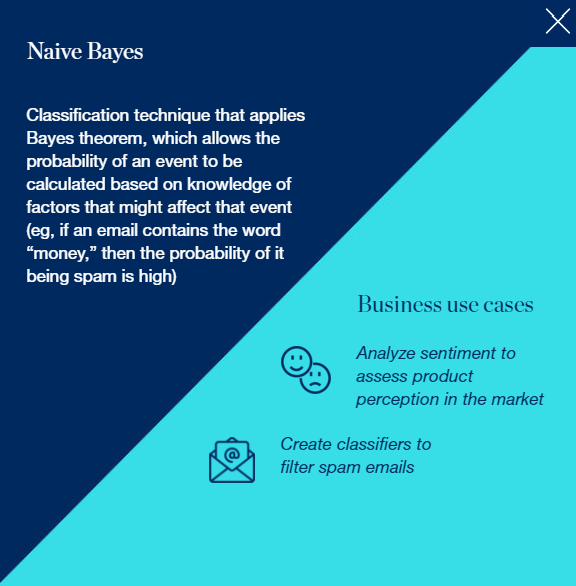 Naive Bayes
Classification technique that applies
Bayes theorem, which allows the
probability of an event to be
calculated based on knowledge of
factors that might affect that event
(eg, if an email contains the word
“money,” then the probability of it
being spam is high)
Business use cases
Analyze sentiment to
assess product
perception in the market
@
Create classifiers to
filter spam emails